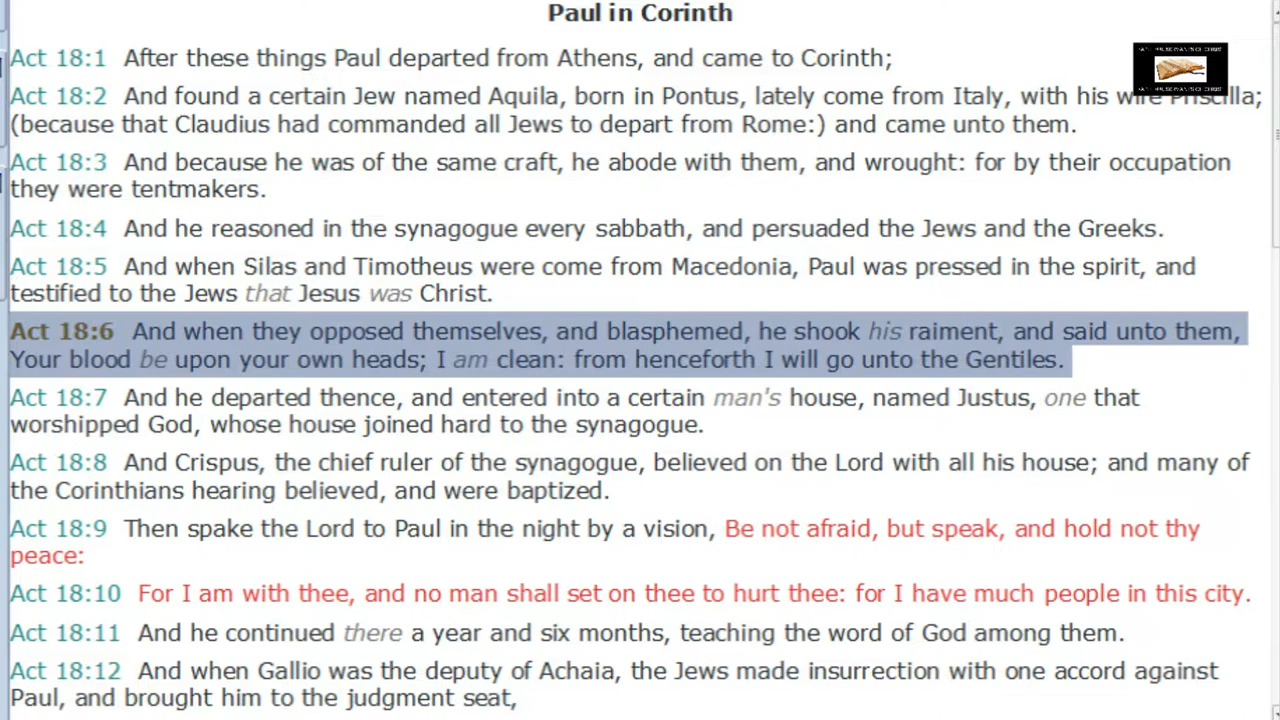 Paul in Corinth
Act 18:1 After these things Paul departed from Athens, and came to Corinth;
Act 18:2 And found a certain Jew named Aquila, born in Pontus, lately come from Italy, with his wife Priscilla;
(because that Claudius had commanded all Jews to depart from Rome:) and came unto them.
Act 18:3 And because he was of the same craft, he abode with them, and wrought: for by their occupation
they were tentmakers.
Act 18:4 And he reasoned in the synagogue every sabbath, and persuaded the Jews and the Greeks.
Act 18:5 And when Silas and Timotheus were come from Macedonia, Paul was pressed in the spirit, and
testified to the Jews that Jesus was Christ.
Act 18:6 And when they opposed themselves, and blasphemed, he shook his raiment, and said unto them,
Your blood be upon your own heads; I am clean: from henceforth I will go unto the Gentiles.
Act 18:7 And he departed thence, and entered into a certain man's house, named Justus, one that
worshipped God, whose house joined hard to the synagogue.
Act 18:8 And Crispus, the chief ruler of the synagogue, believed on the Lord with all his house; and many of
the Corinthians hearing believed, and were baptized.
Act 18:9 Then spake the Lord to Paul in the night by a vision, Be not afraid, but speak, and hold not thy
peace:
Act 18:10 For I am with thee, and no man shall set on thee to hurt thee: for I have much people in this city.
Act 18:11 And he continued there a year and six months, teaching the word of God among them.
Act 18:12 And when Gallio was the deputy of Achaia, the Jews made insurrection with one accord against
Paul, and brought him to the judgment seat,